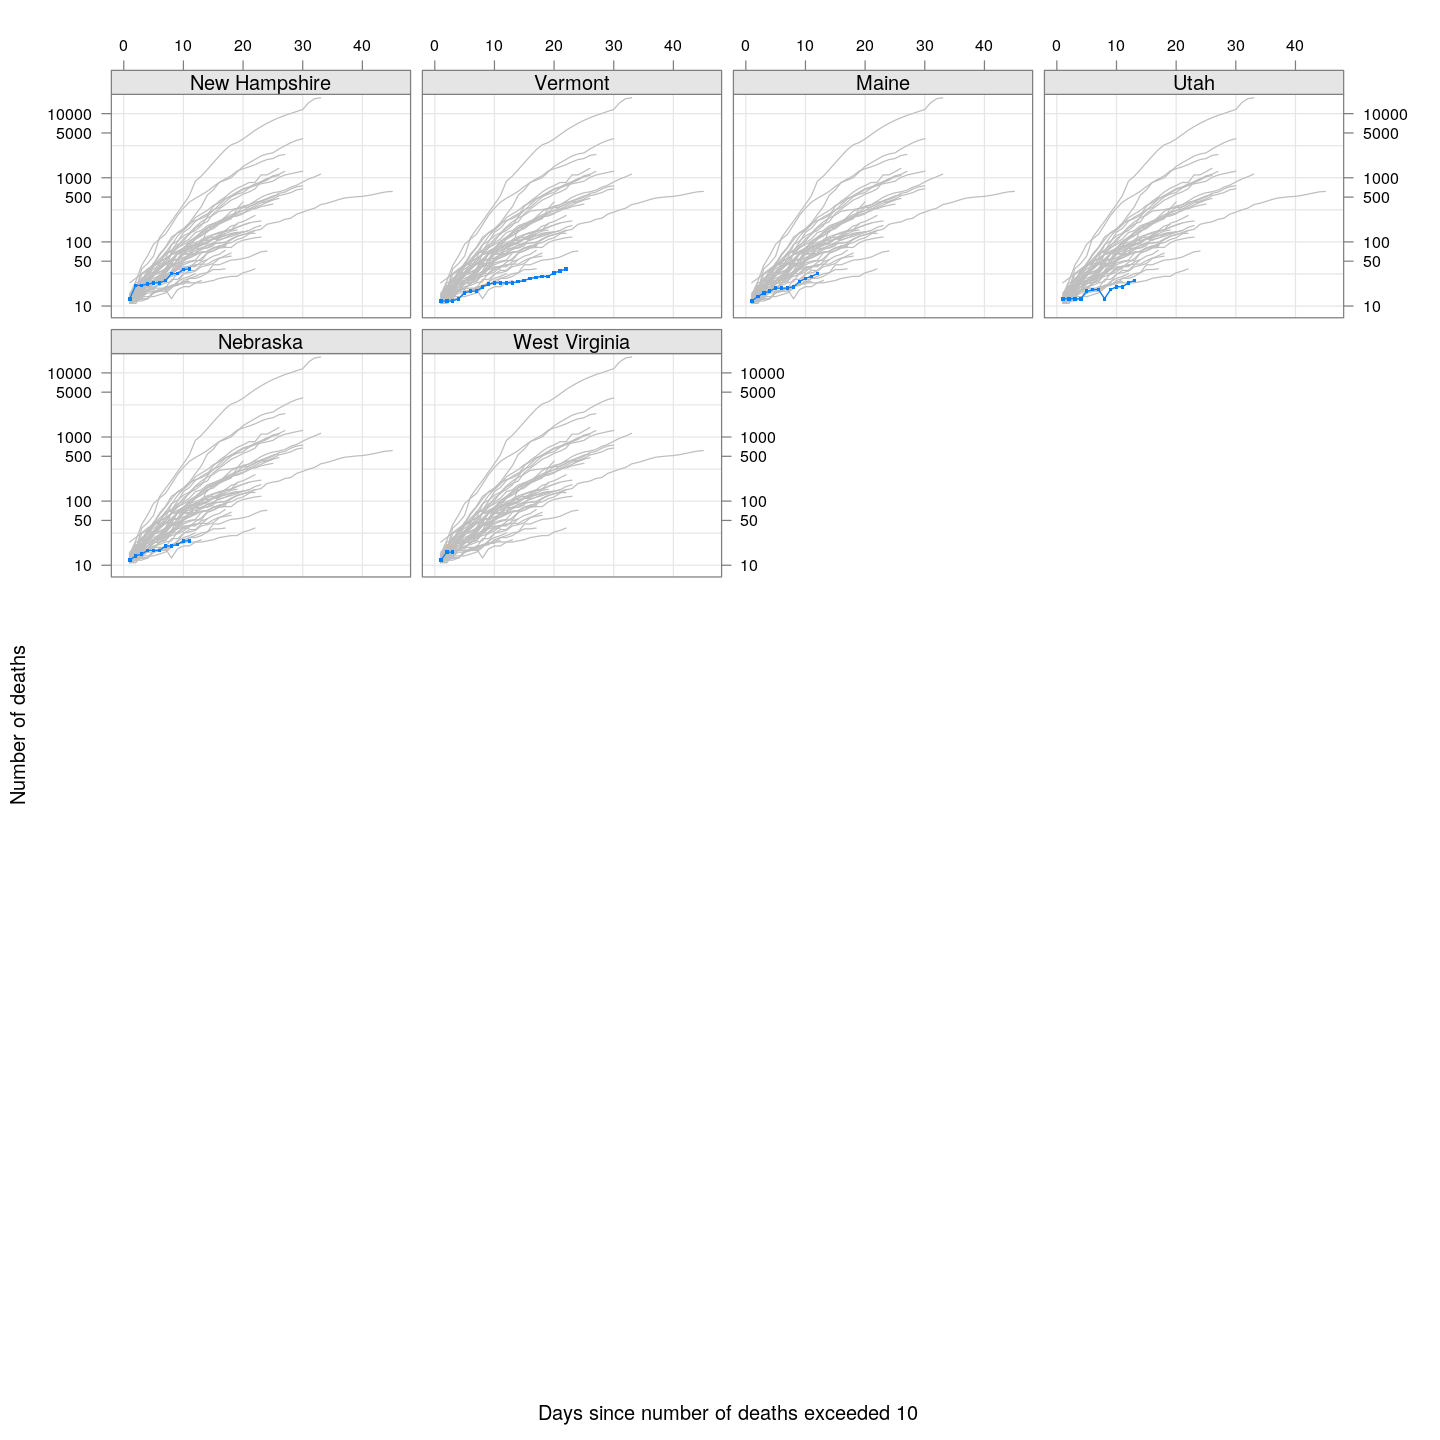 0 10 20 30 40 0 10 20 30 40 0 10 20 30 40 0 10 20 30 40
New Hampshire Vermont Maine Utah
10000 10000
5000 5000
1000 1000
500 500
100 100
50 50
10 10
Nebraska West Virginia
10000 10000
5000 5000
1000 1000
500 500
100 100
50 50
10 10
Number of deaths
Days since number of deaths exceeded 10